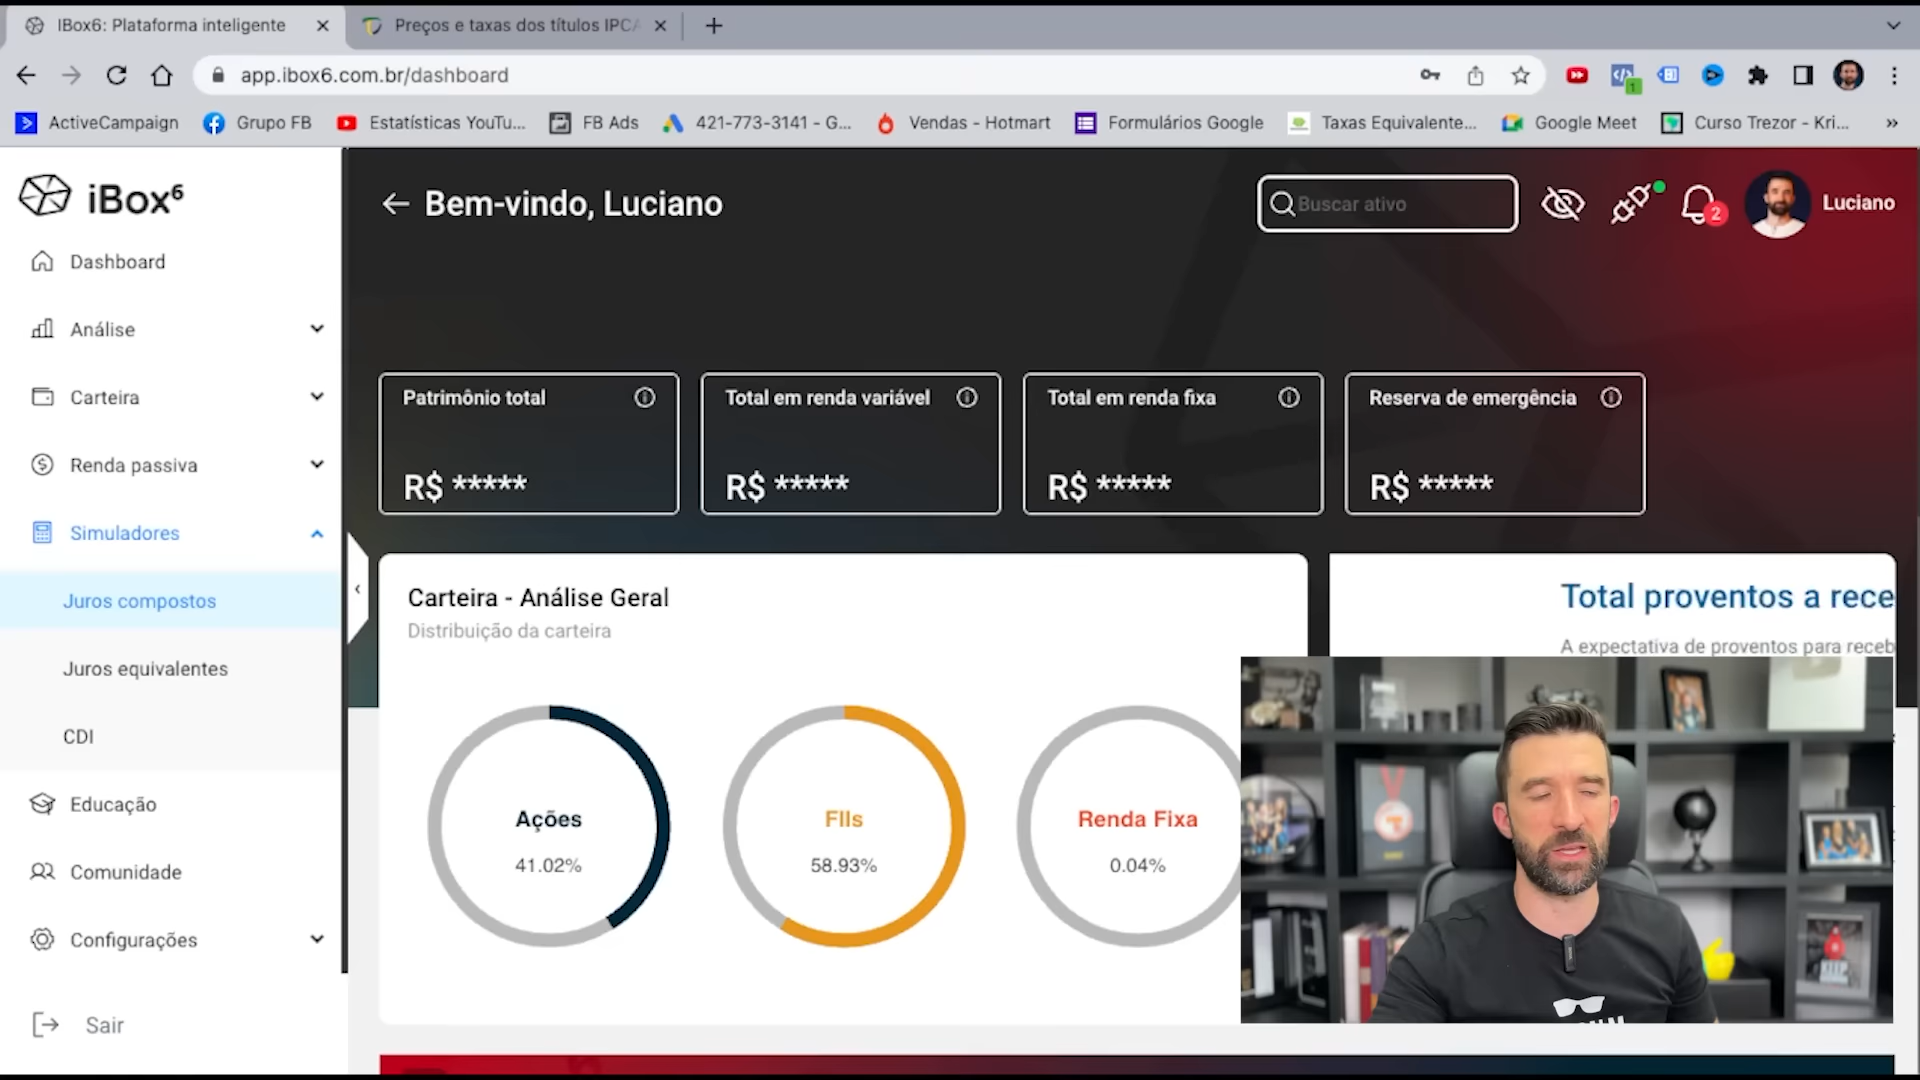 IBox6: Plataforma inteligente
Preços e taxas dos títulos IPCA
app.ibox6.com.br/dashboard
1
ActiveCampaign
Grupo FB
Estatísticas YouTu...
FB Ads
421-773-3141 - G...
Vendas - Hotmart
Formulários Google
Taxas Equivalente...
Google Meet
Curso Trezor - Kri...
»
iBox⁶
Bem-vindo, Luciano
Buscar ativo
2
Luciano
Dashboard
Análise
Carteira
Renda passiva
Simuladores
Juros compostos
Juros equivalentes
CDI
Educação
Comunidade
Configurações
Sair
Patrimônio total
R$ *****
Total em renda variável
R$ *****
Total em renda fixa
R$ *****
Reserva de emergência
R$ *****
Carteira - Análise Geral
Distribuição da carteira
Ações
41.02%
FIIs
58.93%
Renda Fixa
0.04%
Total proventos a rece
A expectativa de proventos para receb